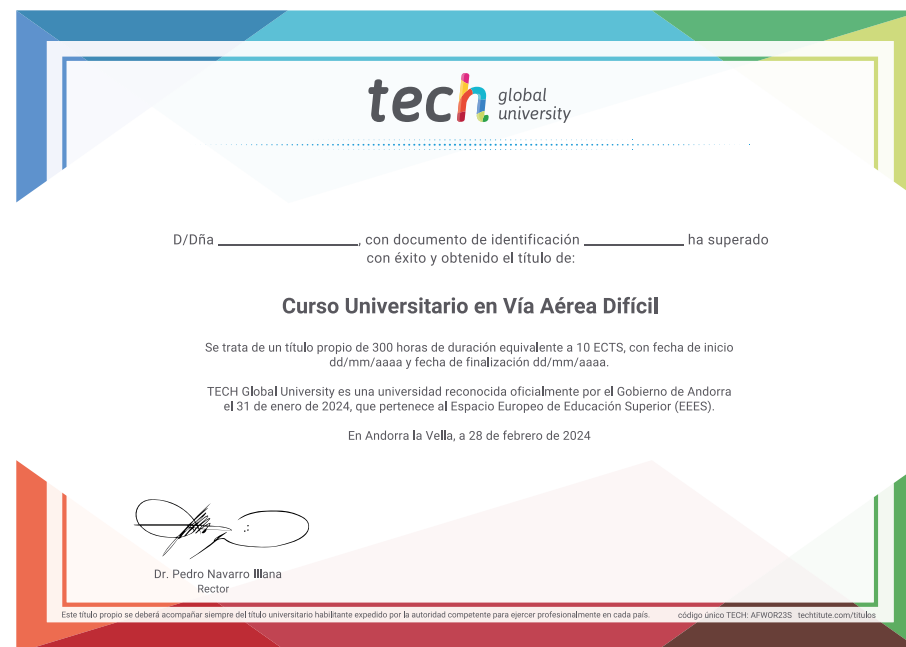 tech global university
D/Dña ____________________, con documento de identificación ______________ ha superado
con éxito y obtenido el título de:
Curso Universitario en Vía Aérea Difícil
Se trata de un título propio de 300 horas de duración equivalente a 10 ECTS, con fecha de inicio
dd/mm/aaaa y fecha de finalización dd/mm/aaaa.
TECH Global University es una universidad reconocida oficialmente por el Gobierno de Andorra
el 31 de enero de 2024, que pertenece al Espacio Europeo de Educación Superior (EEES).
En Andorra la Vella, a 28 de febrero de 2024
Dr. Pedro Navarro Illana
Rector
Este título propio se deberá acompañar siempre del título universitario habilitante expedido por la autoridad competente para ejercer profesionalmente en cada país. código único TECH: AFWOR23S techtitute.com/titulos